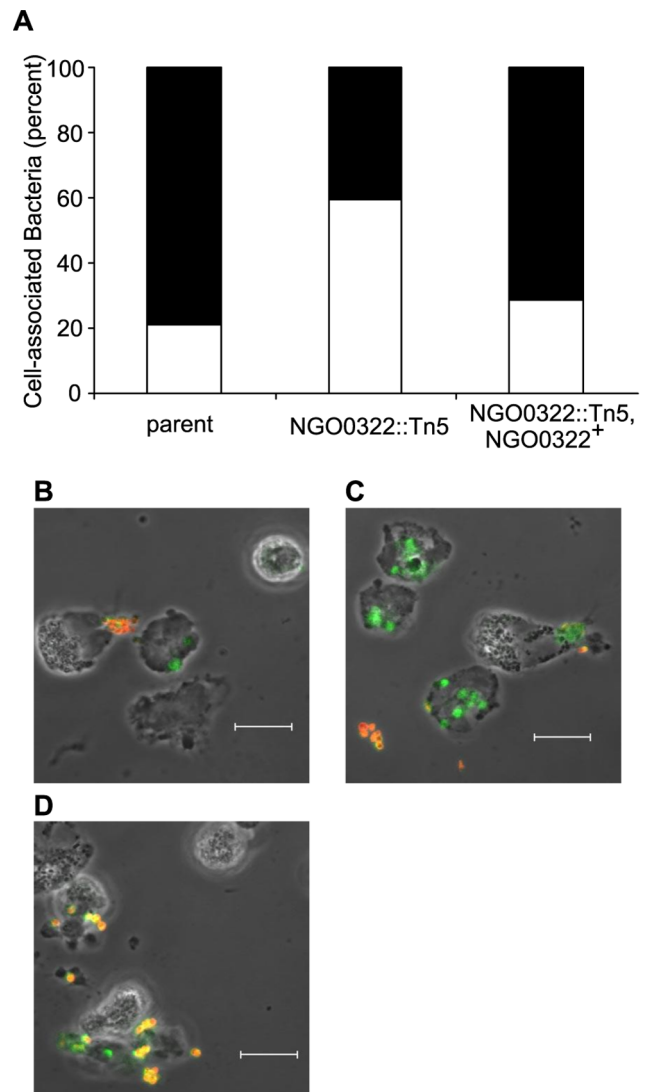 A
Cell-associated Bacteria (percent)
100
80
60
40
20
0
parent
NGO0322::Tn5
NGO0322::Tn5,
NGO0322+
B
C
D